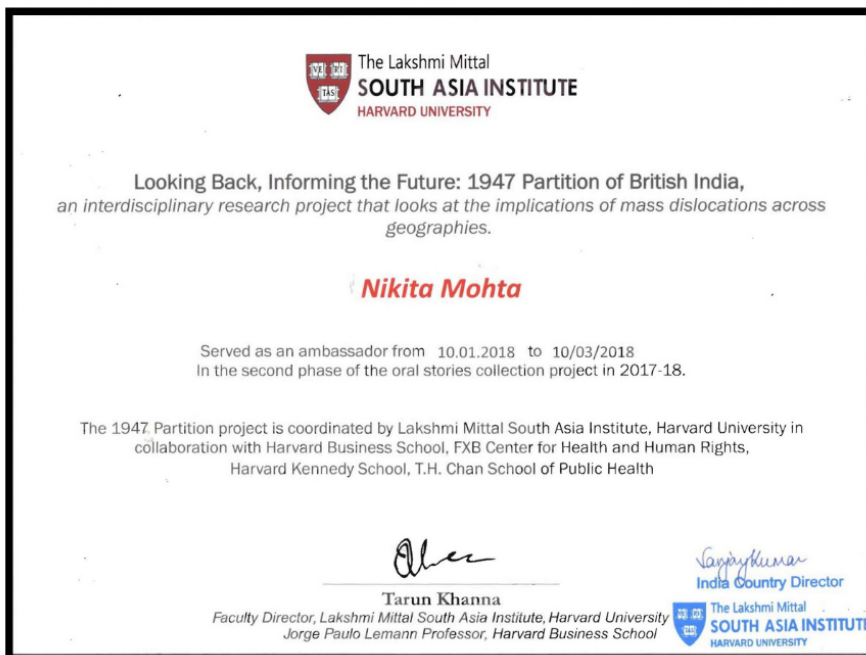 VE RI TAS
The Lakshmi Mittal
SOUTH ASIA INSTITUTE
HARVARD UNIVERSITY
Looking Back, Informing the Future: 1947 Partition of British India,
an interdisciplinary research project that looks at the implications of mass dislocations across
geographies.
Nikita Mohta
Served as an ambassador from 10.01.2018 to 10/03/2018
In the second phase of the oral stories collection project in 2017-18.
The 1947 Partition project is coordinated by Lakshmi Mittal South Asia Institute, Harvard University in
collaboration with Harvard Business School, FXB Center for Health and Human Rights,
Harvard Kennedy School, T.H. Chan School of Public Health
Tarun Khanna
Faculty Director, Lakshmi Mittal South Asia Institute, Harvard University
Jorge Paulo Lemann Professor, Harvard Business School
Sanjay Kumar
India Country Director
The Lakshmi Mittal
SOUTH ASIA INSTITUTE
HARVARD UNIVERSITY